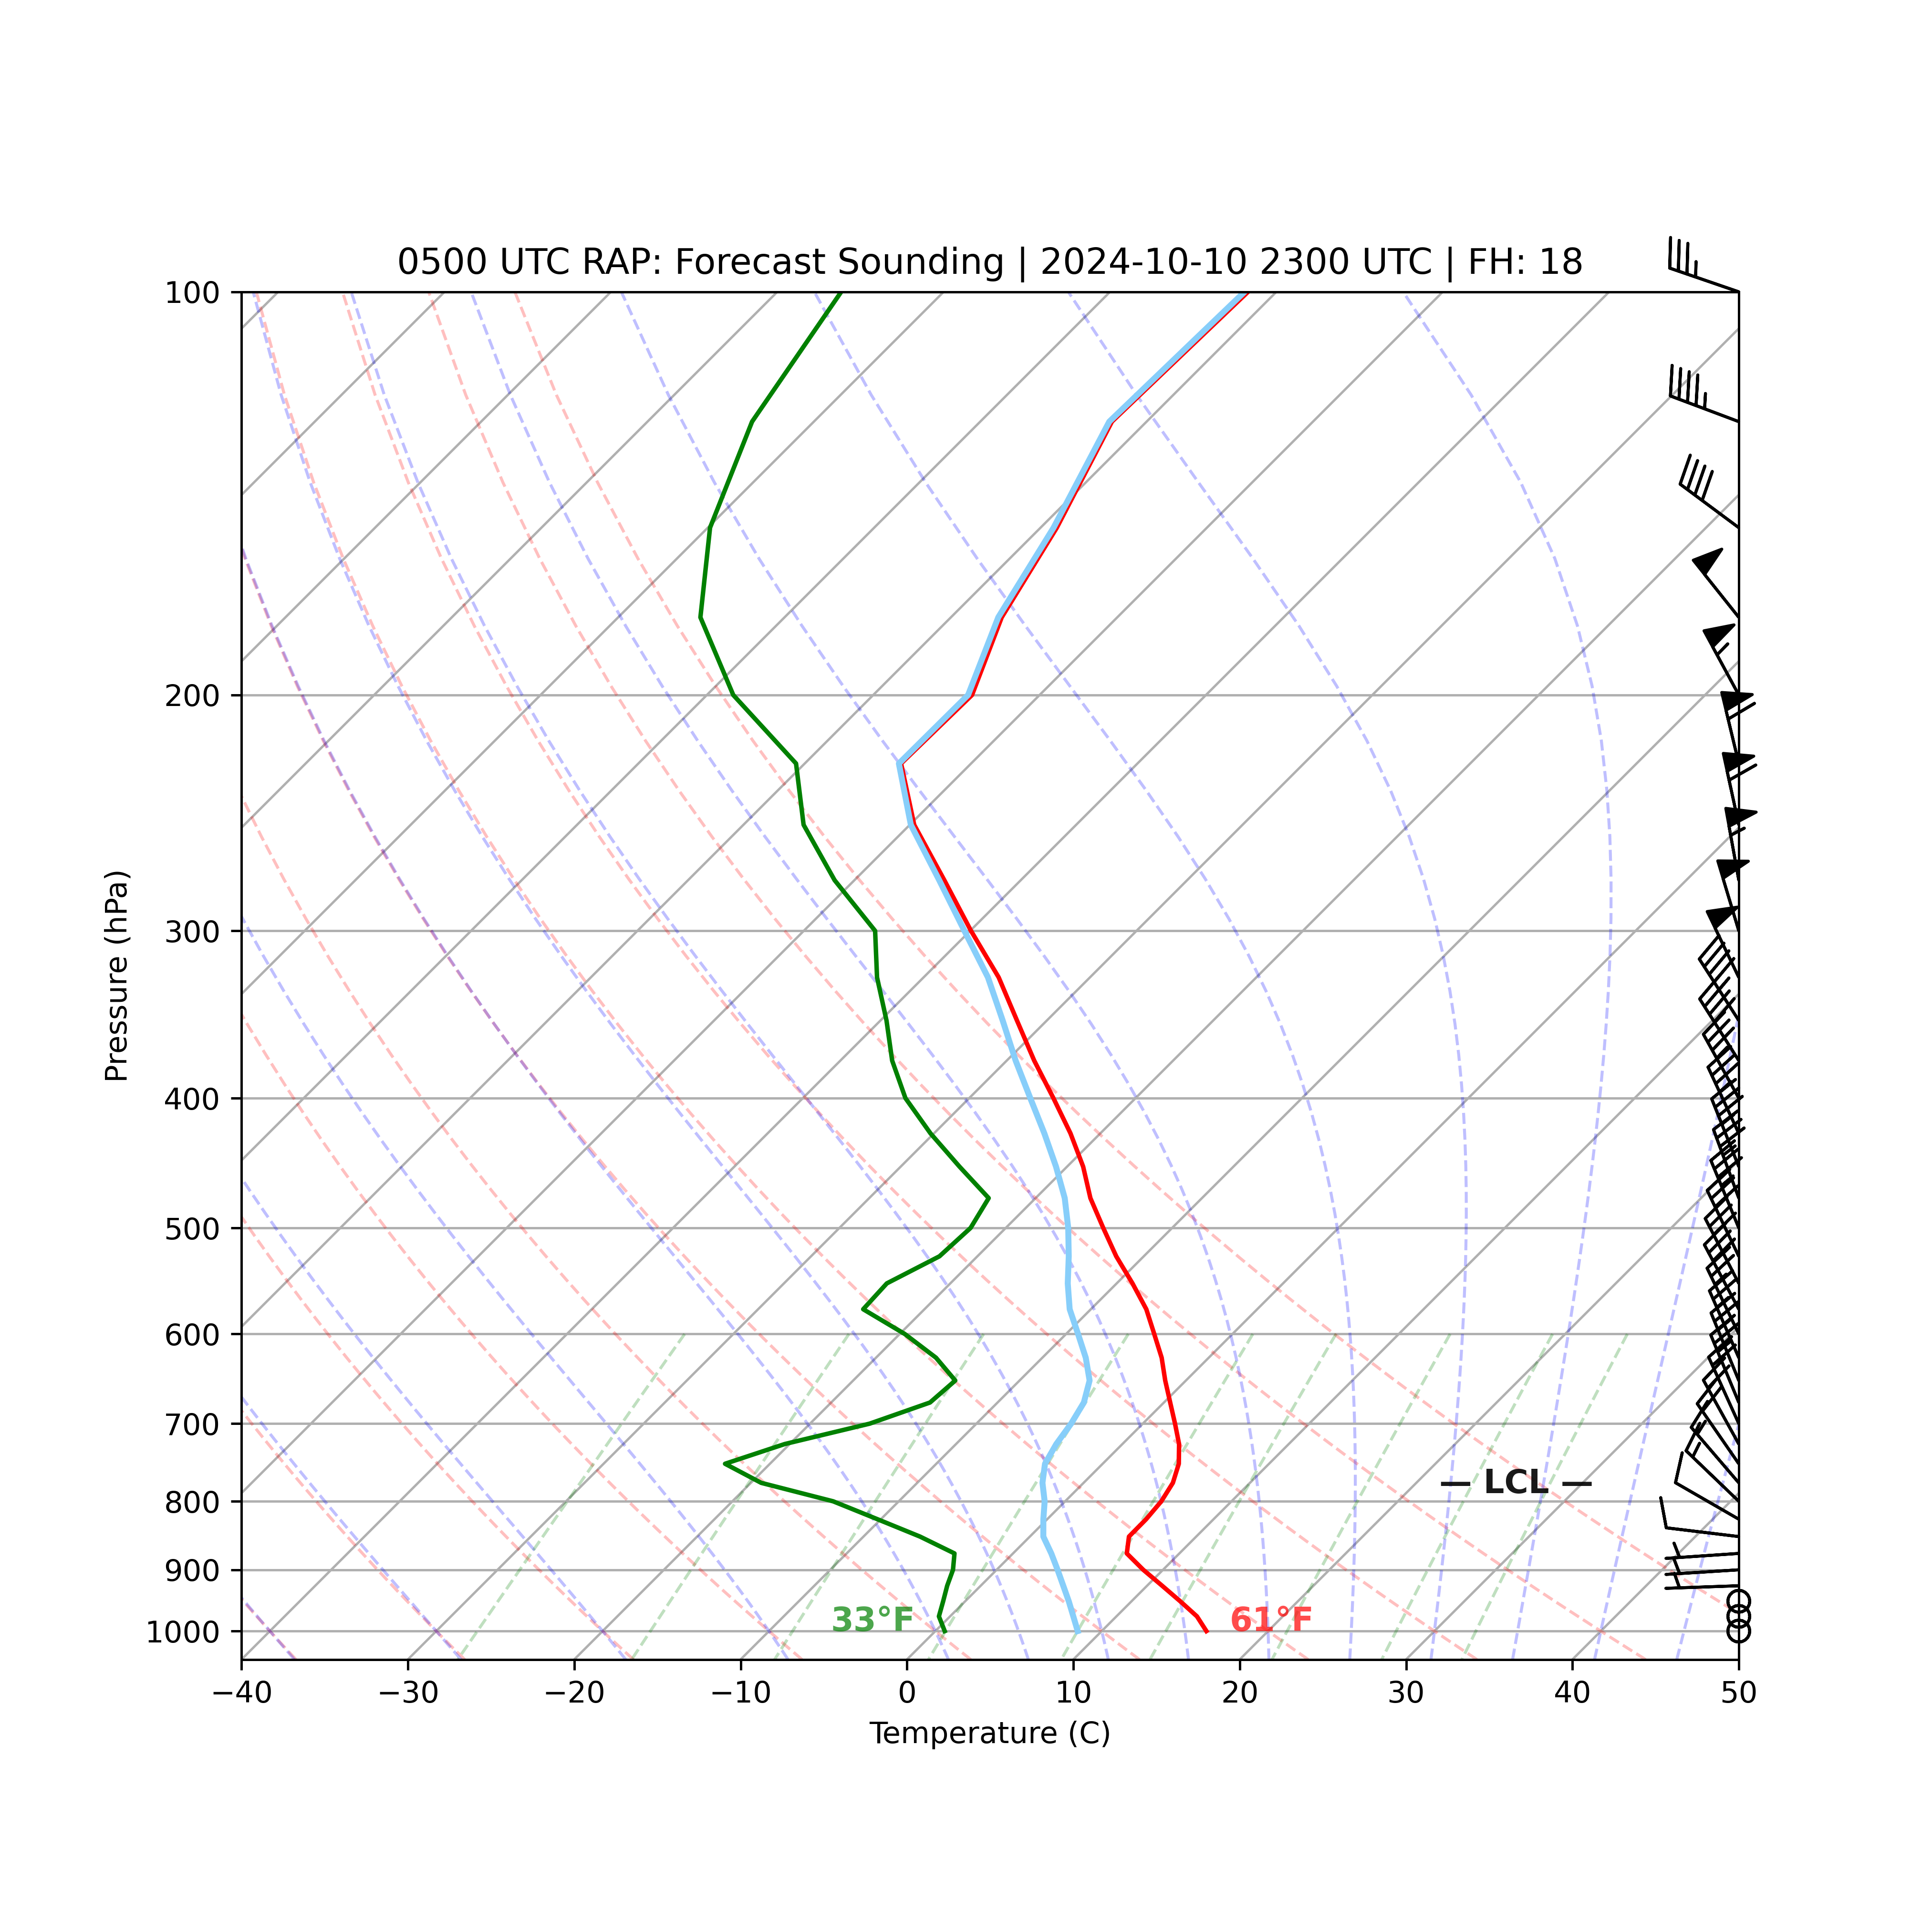 0500 UTC RAP: Forecast Sounding | 2024-10-10 2300 UTC | FH: 18
100
200
300
400
500
600
700
800
900
1000
Pressure (hPa)
— LCL —
33°F
61°F
−40 −30 −20 −10 0 10 20 30 40 50
Temperature (C)